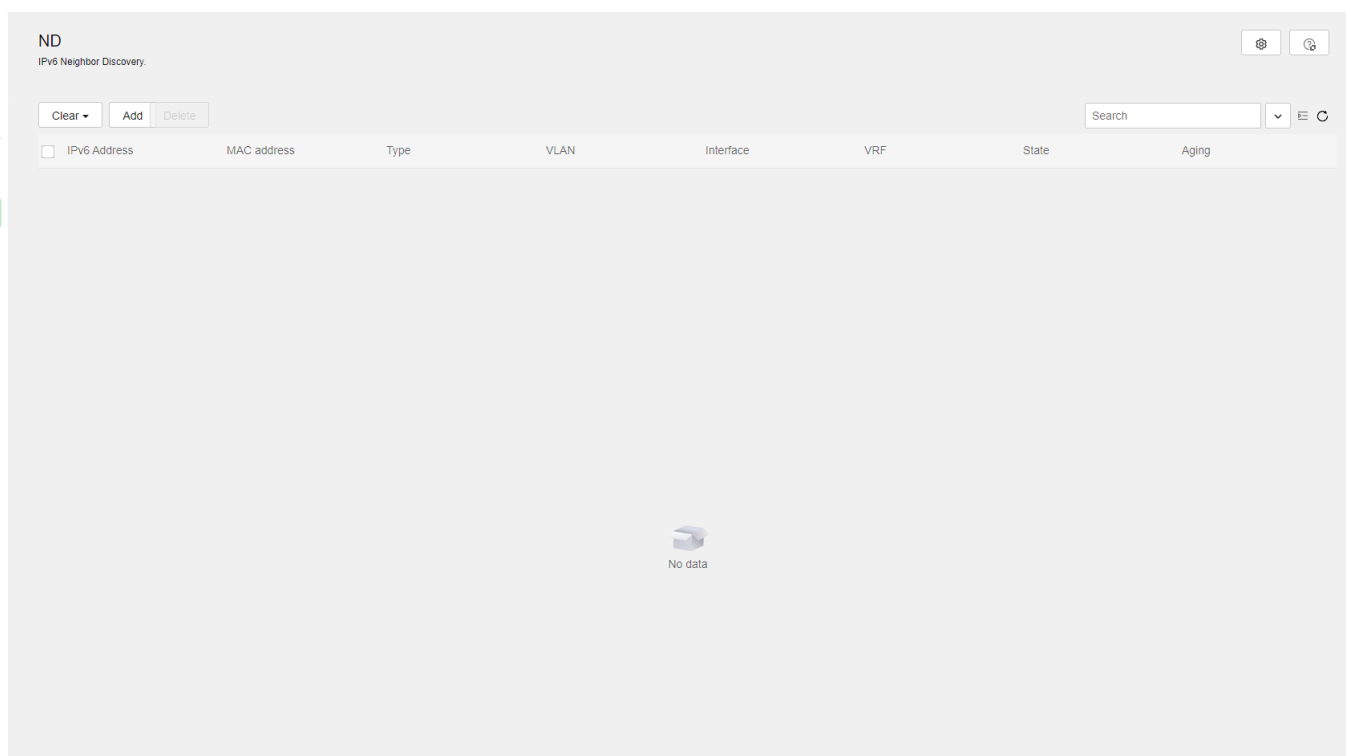 ND
IPv6 Neighbor Discovery.
Clear Add Delete Search
IPv6 Address MAC address Type VLAN Interface VRF State Aging
No data